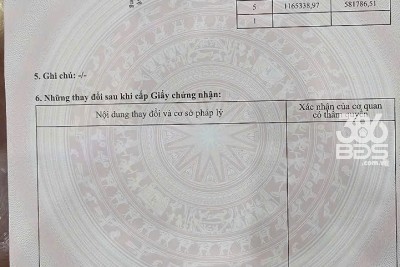 5 1165338,97 581786,51
1
5. Ghi chú: -/-
6. Những thay đổi sau khi cấp Giấy chứng nhận:
Nội dung thay đổi và cơ sở pháp lý
Xác nhận của cơ quan
có thẩm quyền
386
BĐS